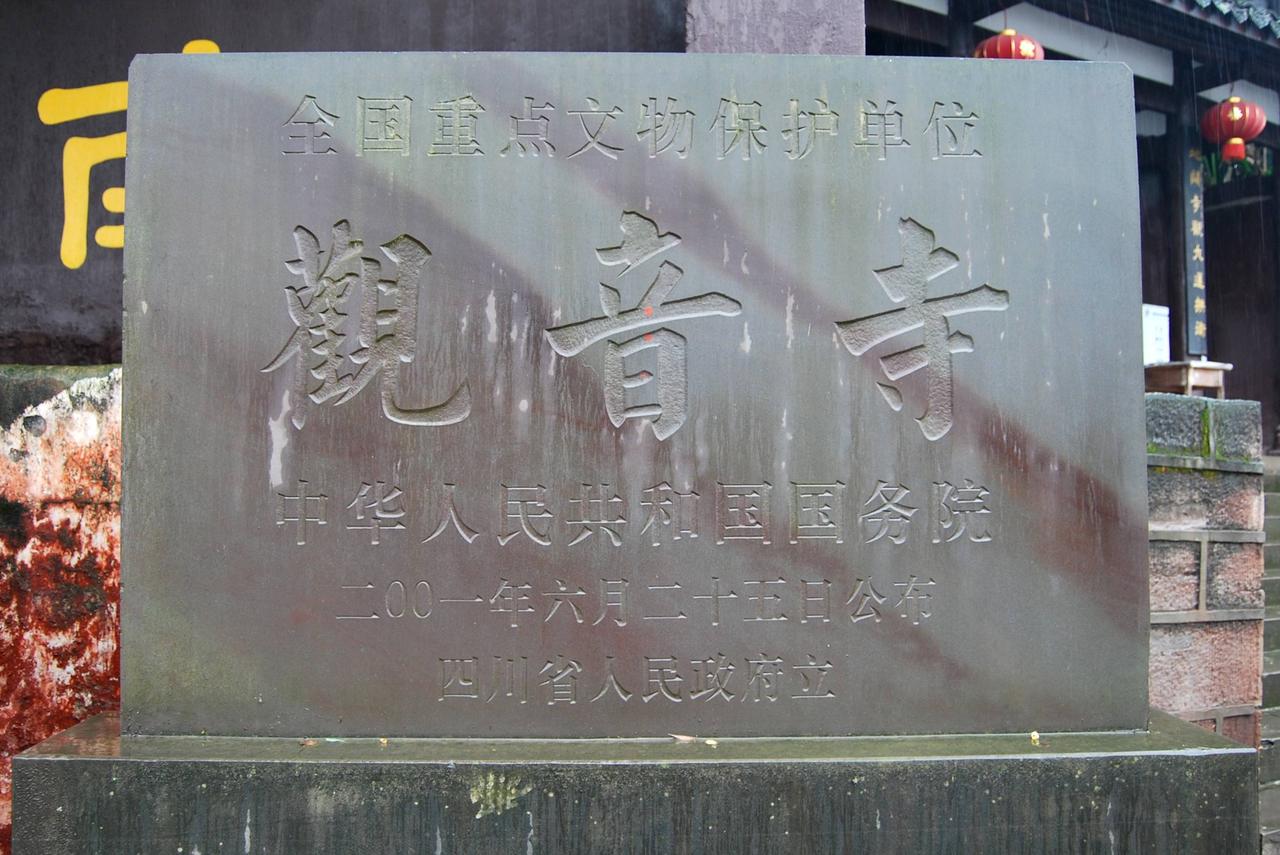 全国重点文物保护单位
觀音寺
中华人民共和国国务院
二00一年六月二十五日公布
四川省人民政府立